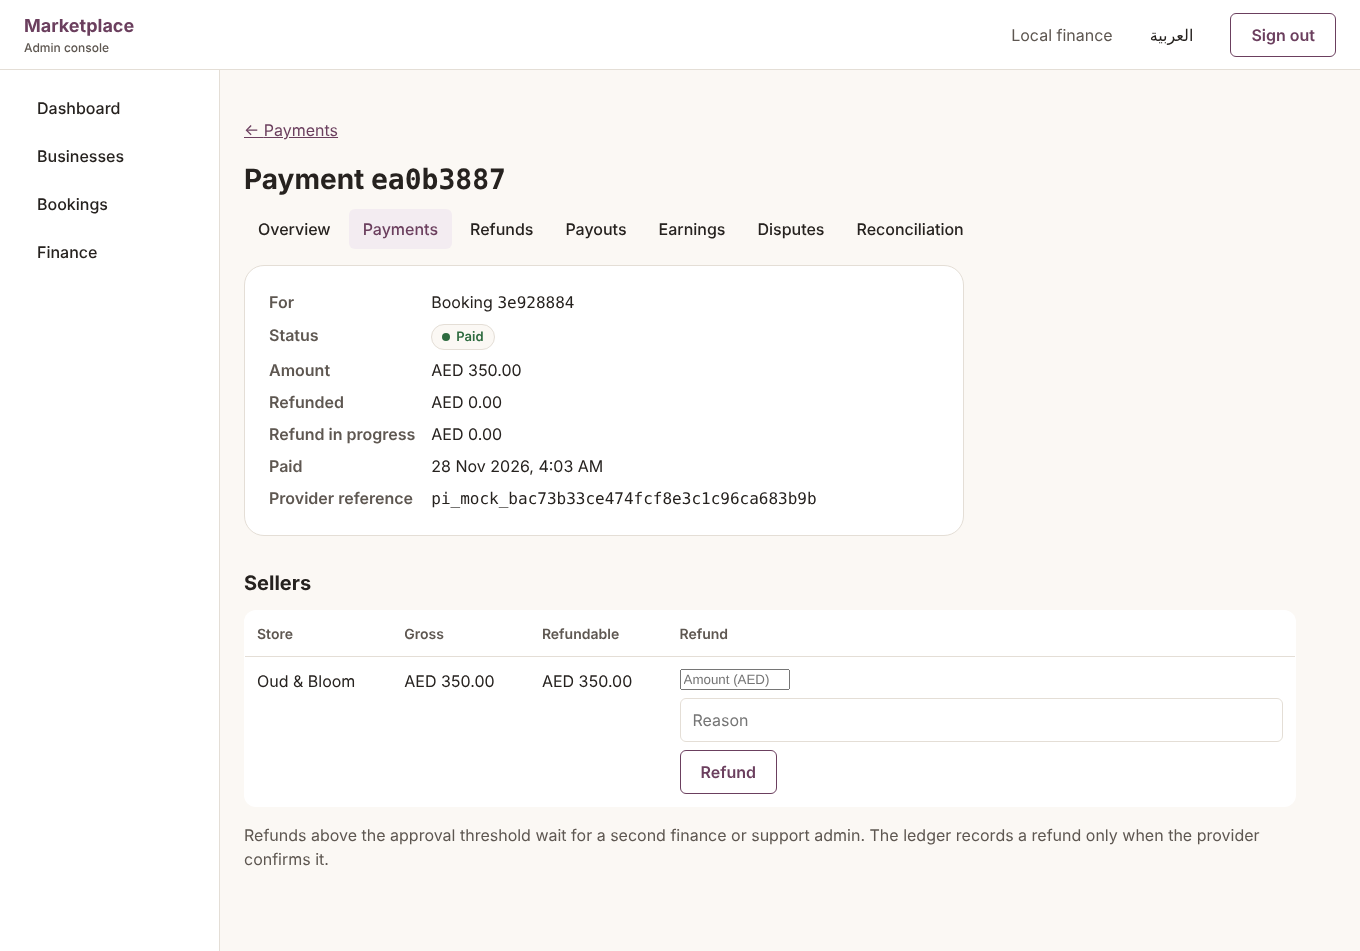 Marketplace
Admin console
Local finance
العربية
Sign out
Dashboard
Businesses
Bookings
Finance
← Payments
Payment ea0b3887
Overview
Payments
Refunds
Payouts
Earnings
Disputes
Reconciliation
For Booking 3e928884
Status Paid
Amount AED 350.00
Refunded AED 0.00
Refund in progress AED 0.00
Paid 28 Nov 2026, 4:03 AM
Provider reference pi_mock_bac73b33ce474fcf8e3c1c96ca683b9b
Sellers
Store Gross Refundable Refund
Oud & Bloom AED 350.00 AED 350.00 Amount (AED)
Reason
Refund
Refunds above the approval threshold wait for a second finance or support admin. The ledger records a refund only when the provider
confirms it.